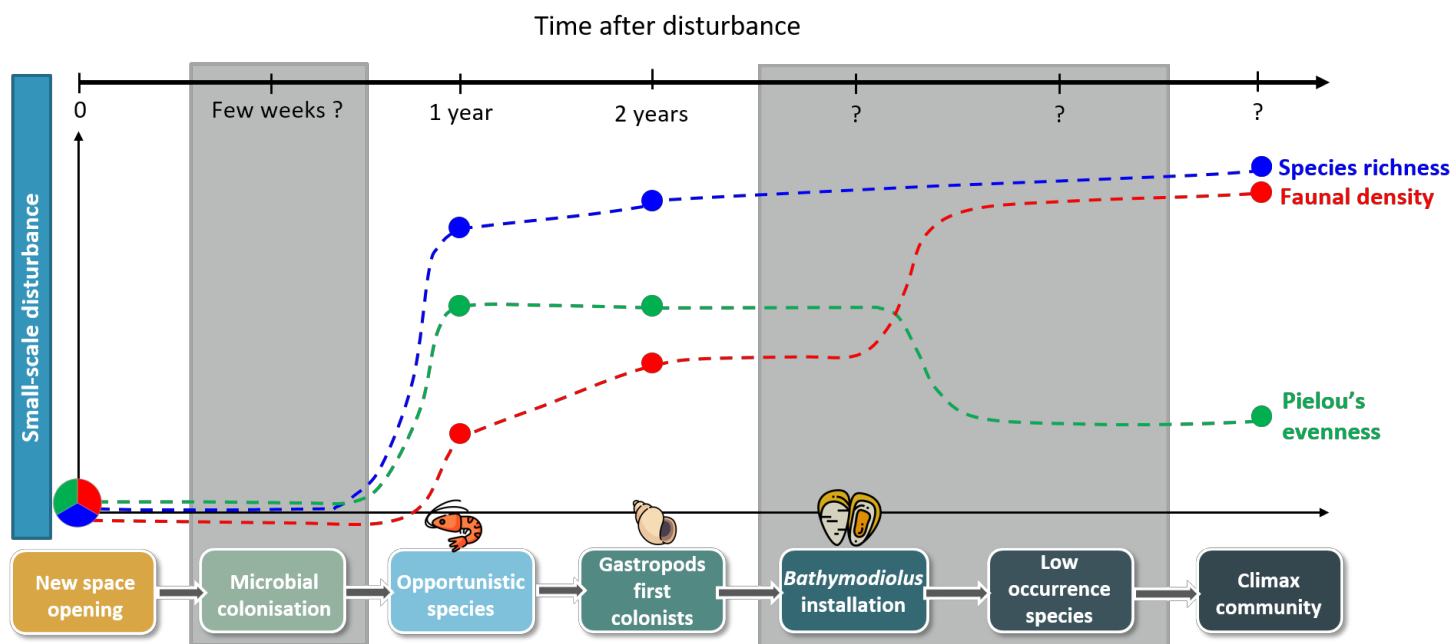 Time after disturbance
0
Few weeks ?
1 year
2 years
?
?
?
Small-scale disturbance
Species richness
Faunal density
Pielou's
evenness
New space
opening
Microbial
colonisation
Opportunistic
species
Gastropods
first
colonists
Bathymodiolus
installation
Low
occurrence
species
Climax
community